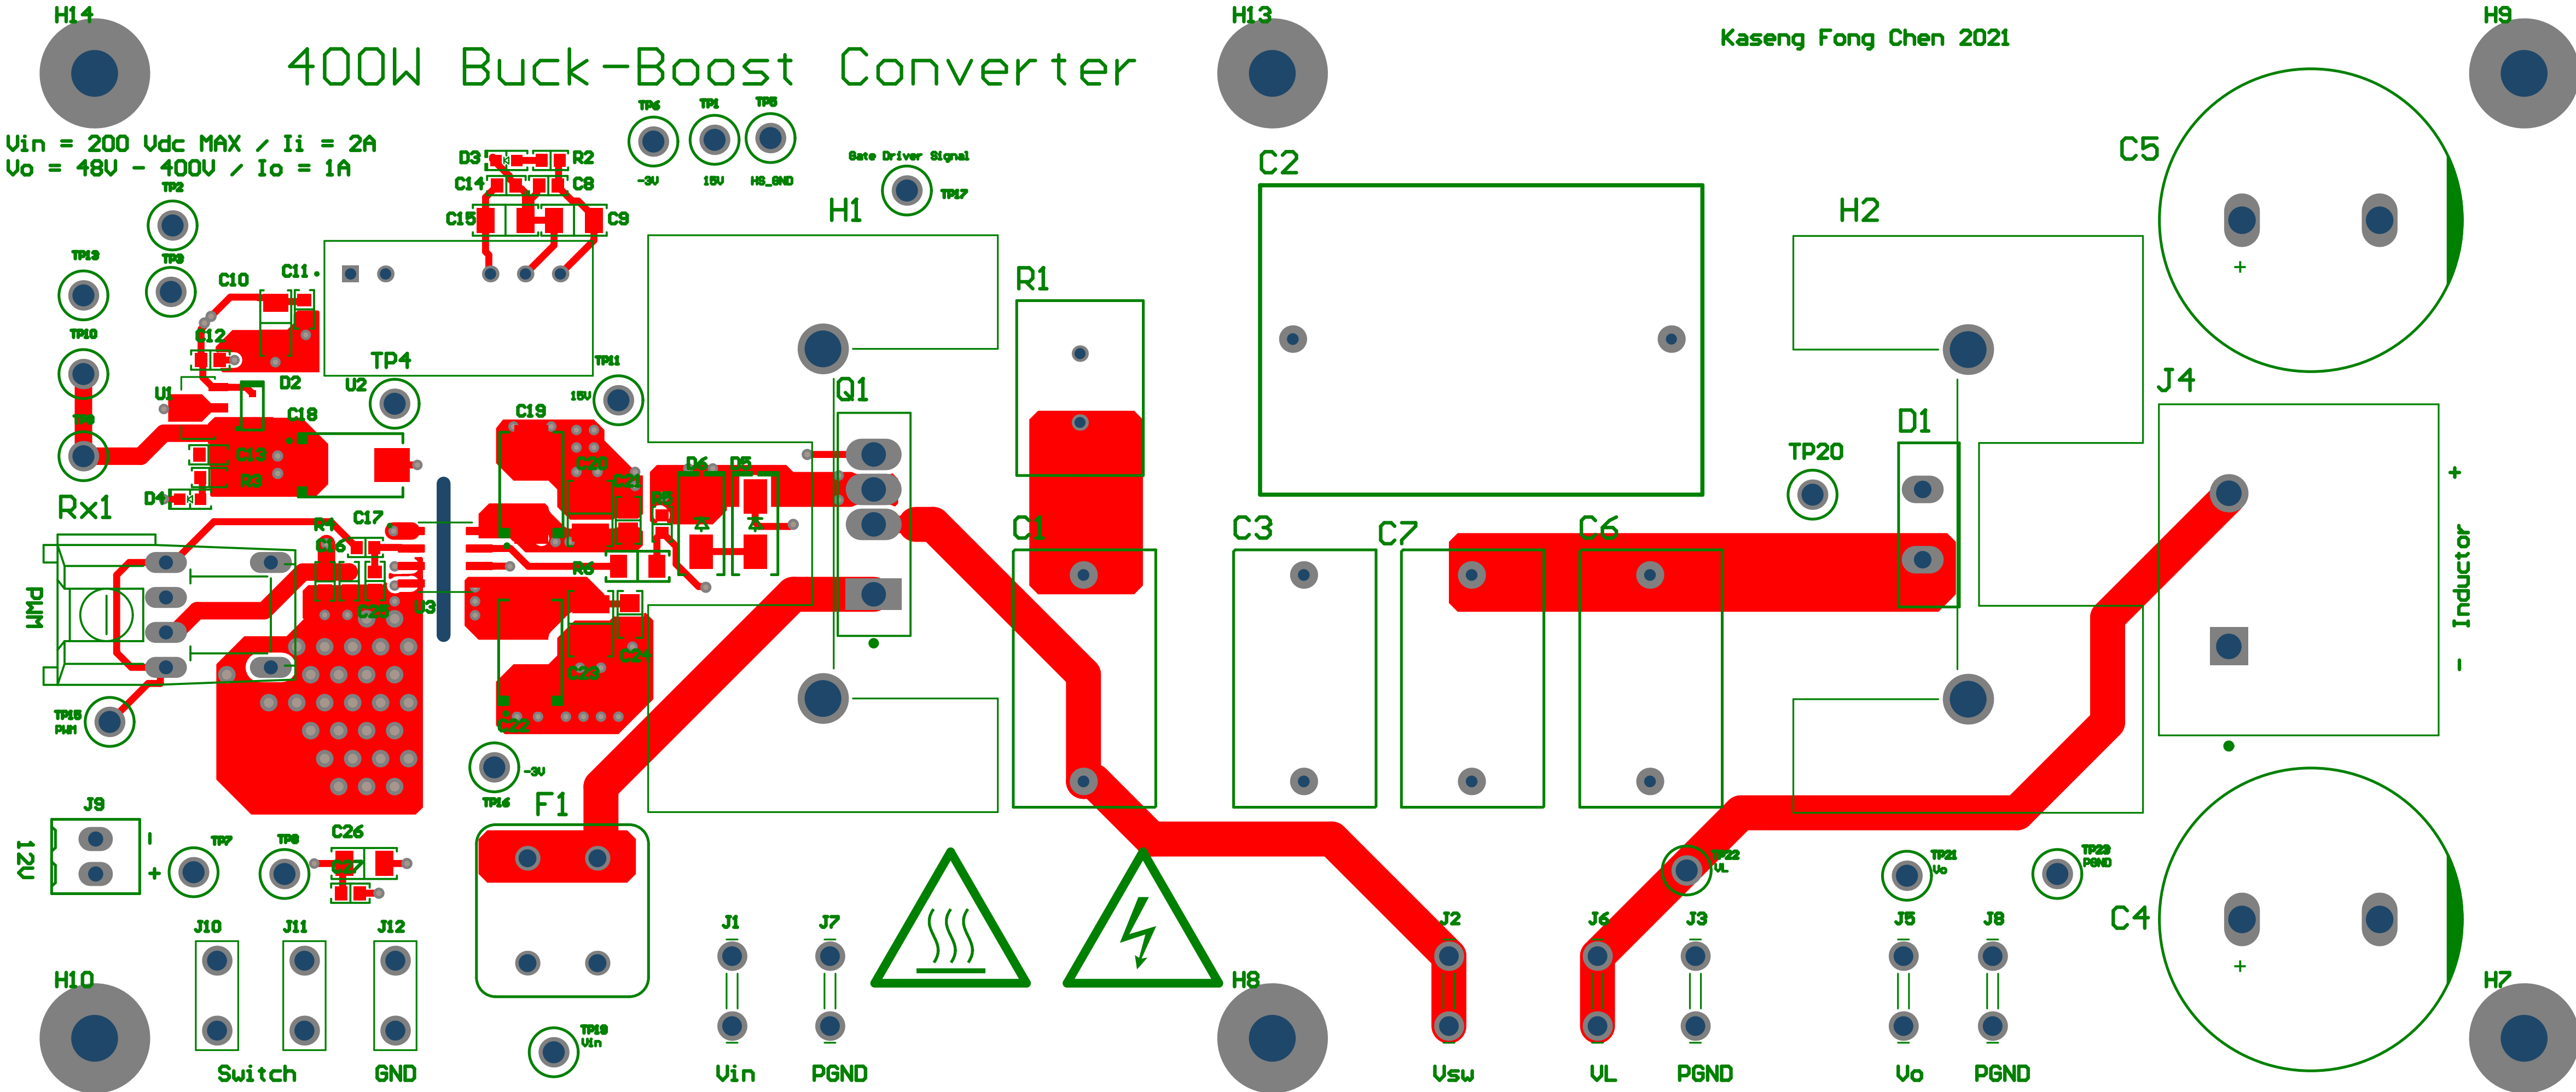 H14
H13
H9
Kaseng Fong Chen 2021
400W Buck-Boost Converter
Vin = 200 Vdc MAX / Ii = 2A
Vo = 48V - 400V / Io = 1A
TP6
TP1
TP5
-3V
15V
HS_GND
D3
R2
C14
C8
C15
C9
Gate Driver Signal
TP17
TP2
TP3
TP13
TP10
TP9
C10
C11
C12
U1
D2
U2
TP4
C18
C13
R3
D4
TP11
15V
H1
Q1
R1
C2
H2
C5
+
J4
D1
TP20
+
Inductor
-
Rx1
PWM
R4
C17
C16
C25
U3
C19
C20
C21
D6
D5
R5
R6
C24
C23
C22
C1
C3
C7
C6
TP15
PWM
TP16
-3V
F1
J9
12V
-
+
TP7
TP8
C26
C27
TP22
VL
TP21
Vo
TP23
PGND
C4
+
J10
J11
J12
J1
J7
J2
J6
J3
J5
J8
H10
H8
H7
TP19
Vin
Switch
GND
Vin
PGND
Vsw
VL
PGND
Vo
PGND